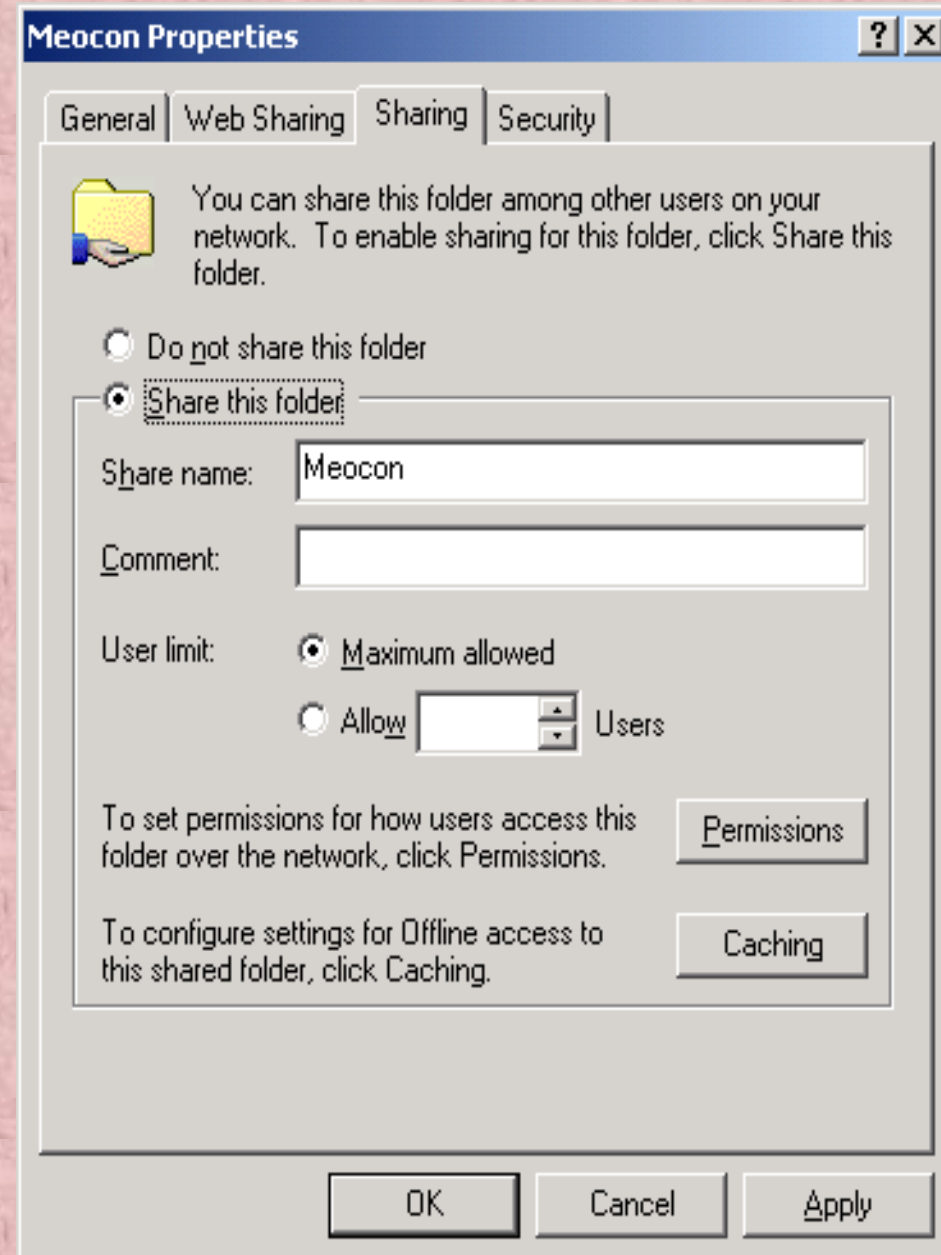 Meocon Properties
? X
General Web Sharing Sharing Security
You can share this folder among other users on your
network. To enable sharing for this folder, click Share this
folder.
Do not share this folder
Share this folder
Share name: Meocon
Comment:
User limit: Maximum allowed
Allow Users
To set permissions for how users access this
folder over the network, click Permissions.
Permissions
To configure settings for Offline access to
this shared folder, click Caching.
Caching
OK Cancel Apply